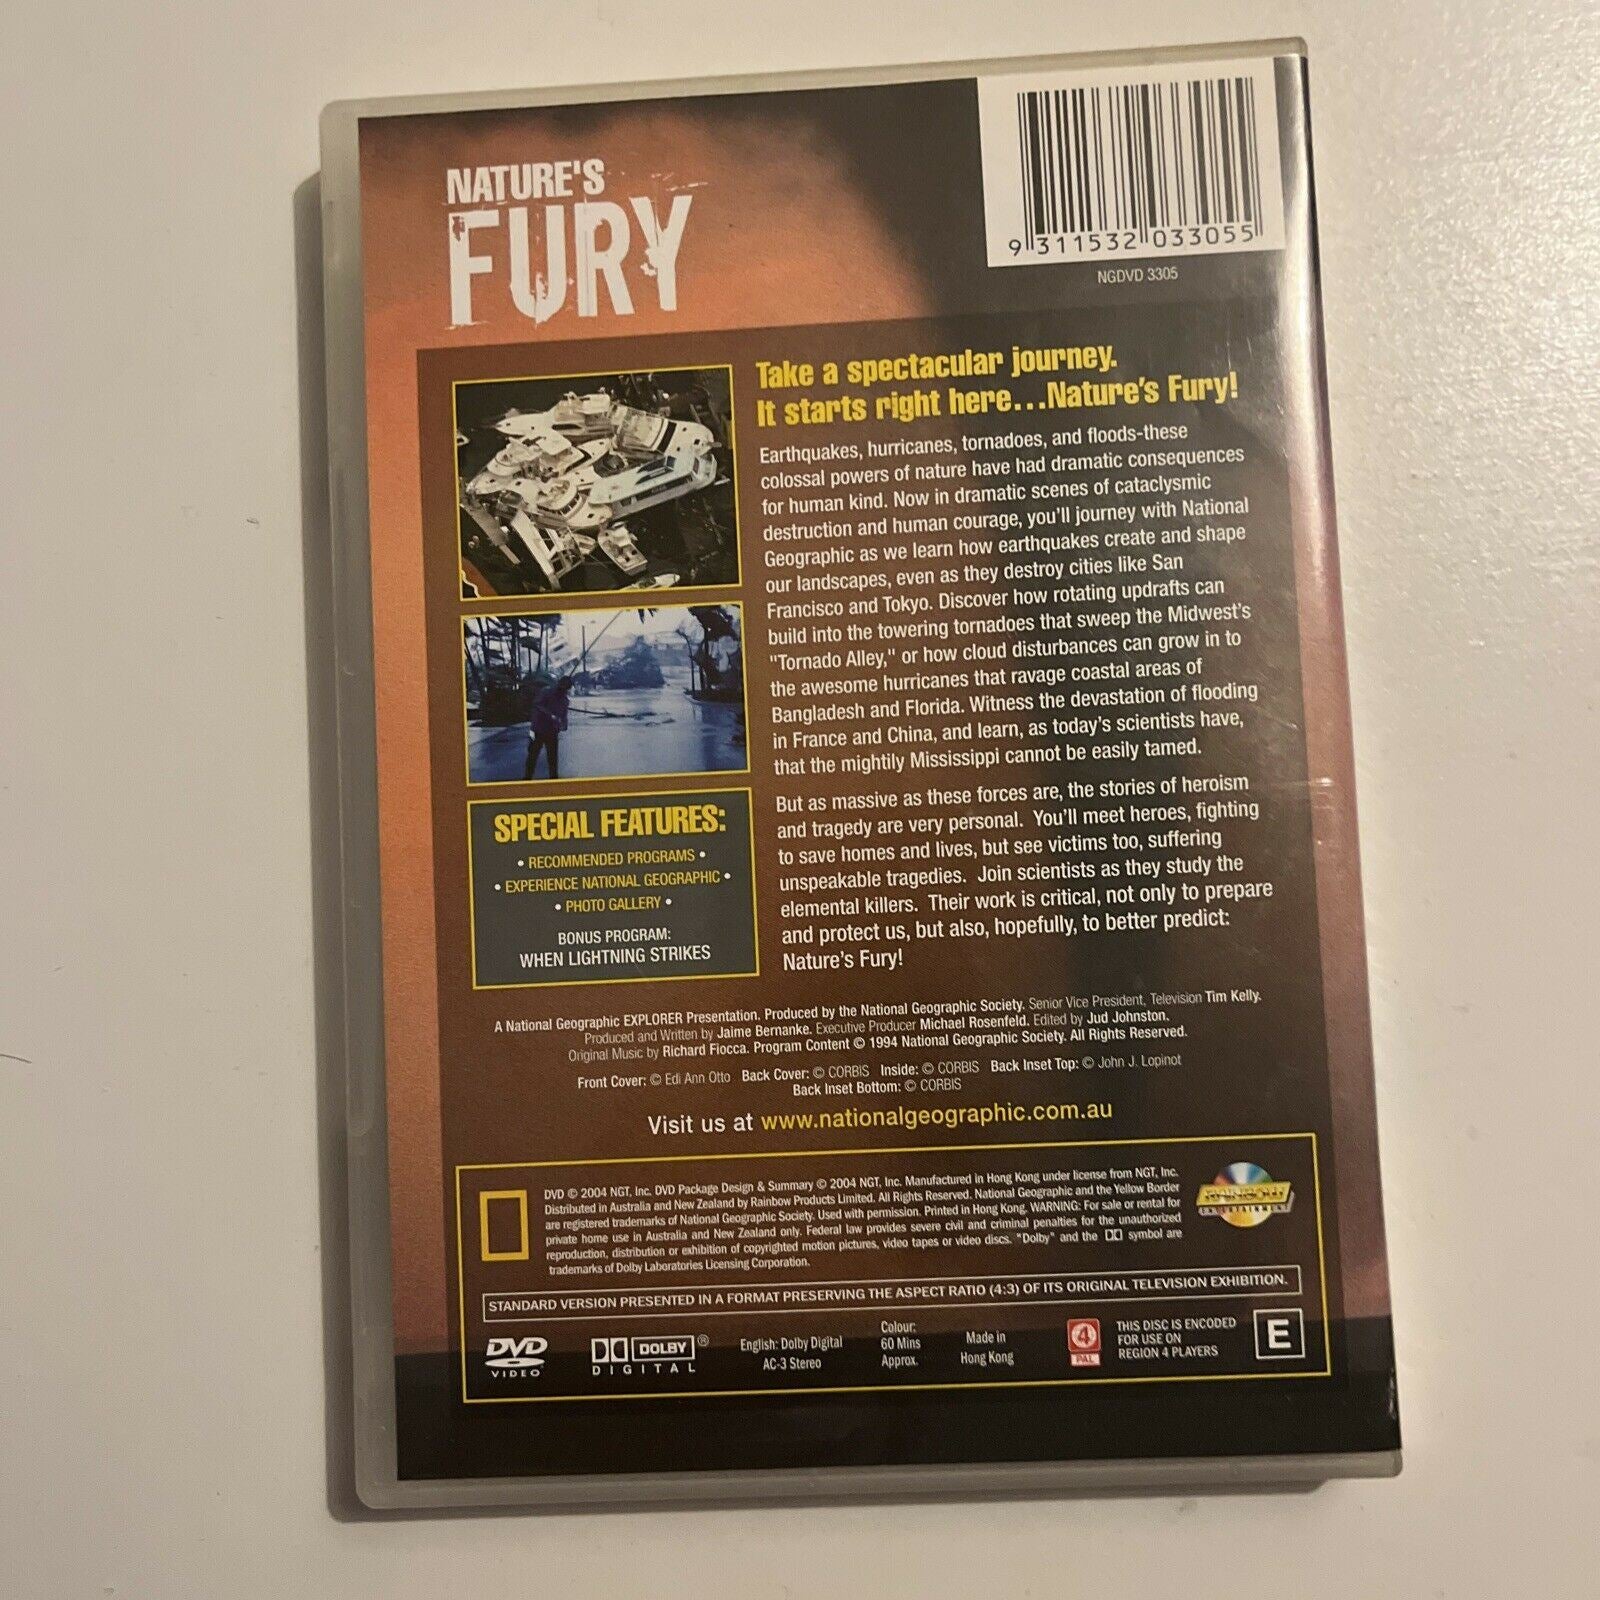 NATURE'S
FURY
9 311532 033055
NGDVD 3305
Take a spectacular journey.
It starts right here...Nature's Fury!
Earthquakes, hurricanes, tornadoes, and floods-these
colossal powers of nature have had dramatic consequences
for human kind. Now in dramatic scenes of cataclysmic
destruction and human courage, you'll journey with National
Geographic as we learn how earthquakes create and shape
our landscapes, even as they destroy cities like San
Francisco and Tokyo. Discover how rotating updrafts can
build into the towering tornadoes that sweep the Midwest's
"Tornado Alley," or how cloud disturbances can grow in to
the awesome hurricanes that ravage coastal areas of
Bangladesh and Florida. Witness the devastation of flooding
in France and China, and learn, as today's scientists have,
that the mightily Mississippi cannot be easily tamed.
But as massive as these forces are, the stories of heroism
and tragedy are very personal. You'll meet heroes, fighting
to save homes and lives, but see victims too, suffering
unspeakable tragedies. Join scientists as they study the
elemental killers. Their work is critical, not only to prepare
and protect us, but also, hopefully, to better predict:
Nature's Fury!
SPECIAL FEATURES:
• RECOMMENDED PROGRAMS •
• EXPERIENCE NATIONAL GEOGRAPHIC •
• PHOTO GALLERY •
BONUS PROGRAM:
WHEN LIGHTNING STRIKES
A National Geographic EXPLORER Presentation. Produced by the National Geographic Society. Senior Vice President, Television Tim Kelly.
Produced and Written by Jaime Bernanke. Executive Producer Michael Rosenfeld. Edited by Jud Johnston.
Original Music by Richard Fiocca. Program Content © 1994 National Geographic Society. All Rights Reserved.
Front Cover: © Edi Ann Otto Back Cover: © CORBIS Inside: © CORBIS Back Inset Top: © John J. Lopinot
Back Inset Bottom: © CORBIS
Visit us at www.nationalgeographic.com.au
DVD © 2004 NGT, Inc. DVD Package Design & Summary © 2004 NGT, Inc. Manufactured in Hong Kong under license from NGT, Inc.
Distributed in Australia and New Zealand by Rainbow Products Limited. All Rights Reserved. National Geographic and the Yellow Border
are registered trademarks of National Geographic Society. Used with permission. Printed in Hong Kong. WARNING: For sale or rental for
private home use in Australia and New Zealand only. Federal law provides severe civil and criminal penalties for the unauthorized
reproduction, distribution or exhibition of copyrighted motion pictures, video tapes or video discs. "Dolby" and the DD symbol are
trademarks of Dolby Laboratories Licensing Corporation.
RAINBOW
ENTERTAINMENT
STANDARD VERSION PRESENTED IN A FORMAT PRESERVING THE ASPECT RATIO (4:3) OF ITS ORIGINAL TELEVISION EXHIBITION.
DVD
VIDEO
DOLBY ®
DIGITAL
English: Dolby Digital
AC-3 Stereo
Colour:
60 Mins
Approx.
Made in
Hong Kong
4
PAL
THIS DISC IS ENCODED
FOR USE ON
REGION 4 PLAYERS
E